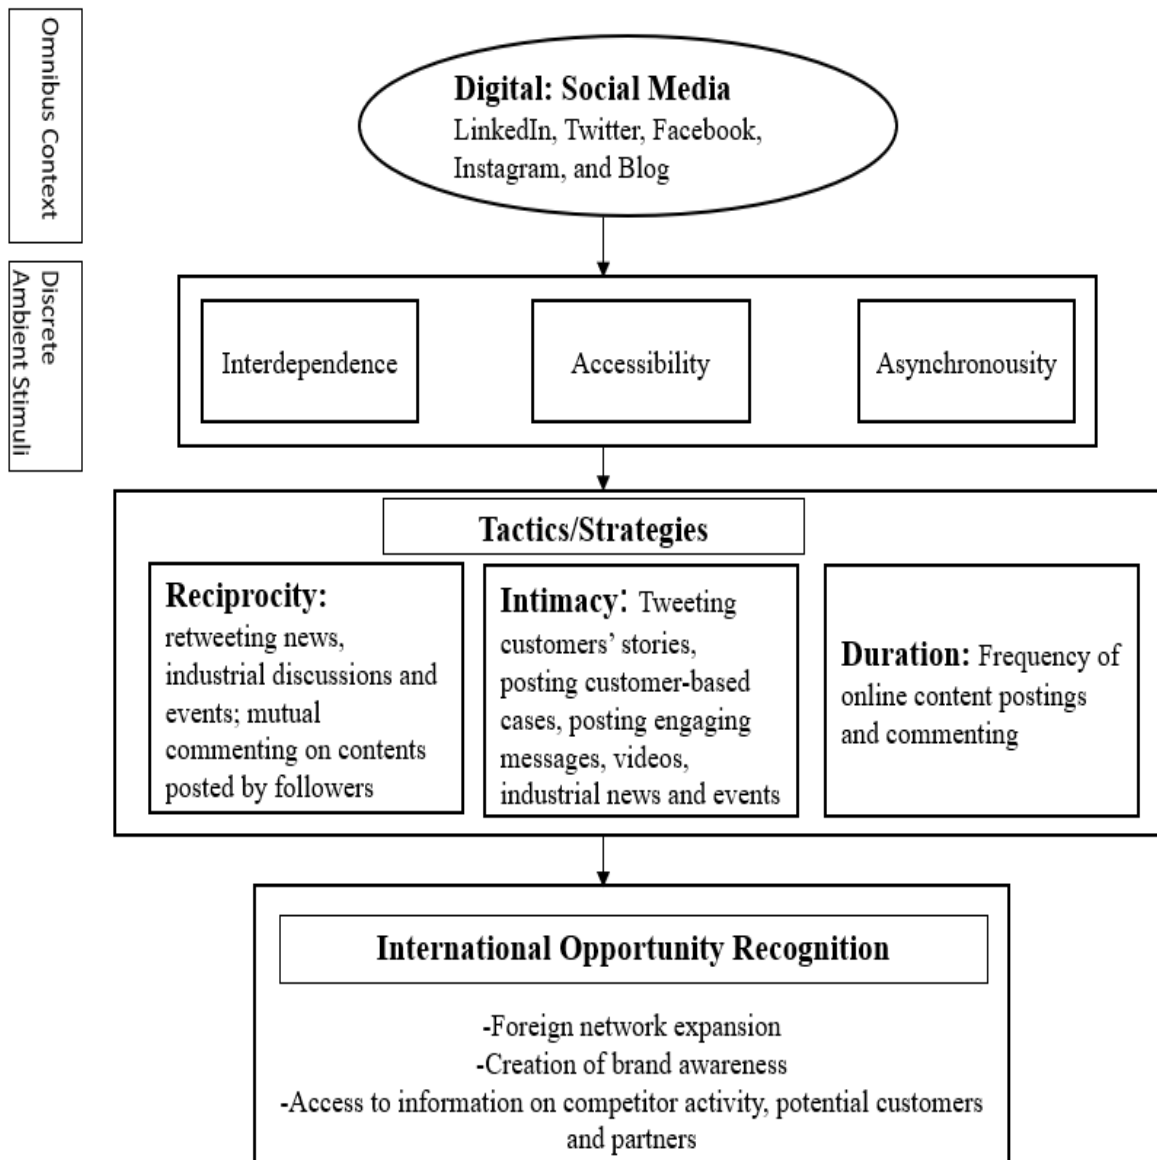 Omnibus Context
Digital: Social Media
LinkedIn, Twitter, Facebook,
Instagram, and Blog
Discrete
Ambient Stimuli
Interdependence
Accessibility
Asynchronousity
Tactics/Strategies
Reciprocity:
retweeting news,
industrial discussions and
events; mutual
commenting on contents
posted by followers
Intimacy: Tweeting
customers’ stories,
posting customer-based
cases, posting engaging
messages, videos,
industrial news and events
Duration: Frequency of
online content postings
and commenting
International Opportunity Recognition
-Foreign network expansion
-Creation of brand awareness
-Access to information on competitor activity, potential customers
and partners